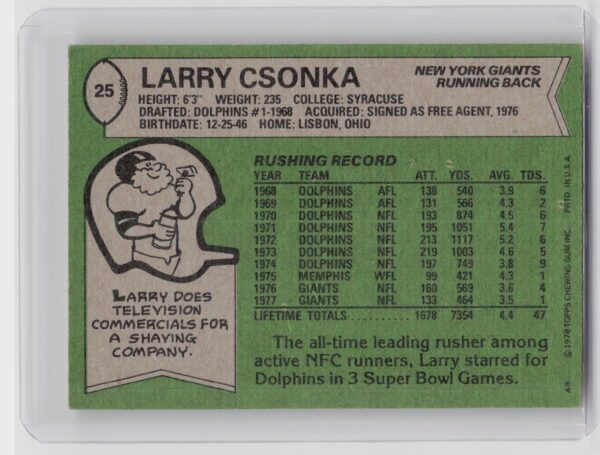 25
LARRY CSONKA
NEW YORK GIANTS
RUNNING BACK
HEIGHT: 6'3" WEIGHT: 235 COLLEGE: SYRACUSE
DRAFTED: DOLPHINS #1-1968 ACQUIRED: SIGNED AS FREE AGENT, 1976
BIRTHDATE: 12-25-46 HOME: LISBON, OHIO
RUSHING RECORD
YEAR TEAM ATT. YDS. AVG. TDS.
1968 DOLPHINS AFL 138 540 3.9 6
1969 DOLPHINS AFL 131 566 4.3 2
1970 DOLPHINS NFL 193 874 4.5 6
1971 DOLPHINS NFL 195 1051 5.4 7
1972 DOLPHINS NFL 213 1117 5.2 6
1973 DOLPHINS NFL 219 1003 4.6 5
1974 DOLPHINS NFL 197 749 3.8 9
1975 MEMPHIS WFL 99 421 4.3 1
1976 GIANTS NFL 160 569 3.6 4
1977 GIANTS NFL 133 464 3.5 1
LIFETIME TOTALS .......... 1678 7354 4.4 47
The all-time leading rusher among
active NFC runners, Larry starred for
Dolphins in 3 Super Bowl Games.
LARRY DOES
TELEVISION
COMMERCIALS FOR
A SHAVING
COMPANY.
A* © 1978 TOPPS CHEWING GUM INC. PRTD. IN U.S.A.